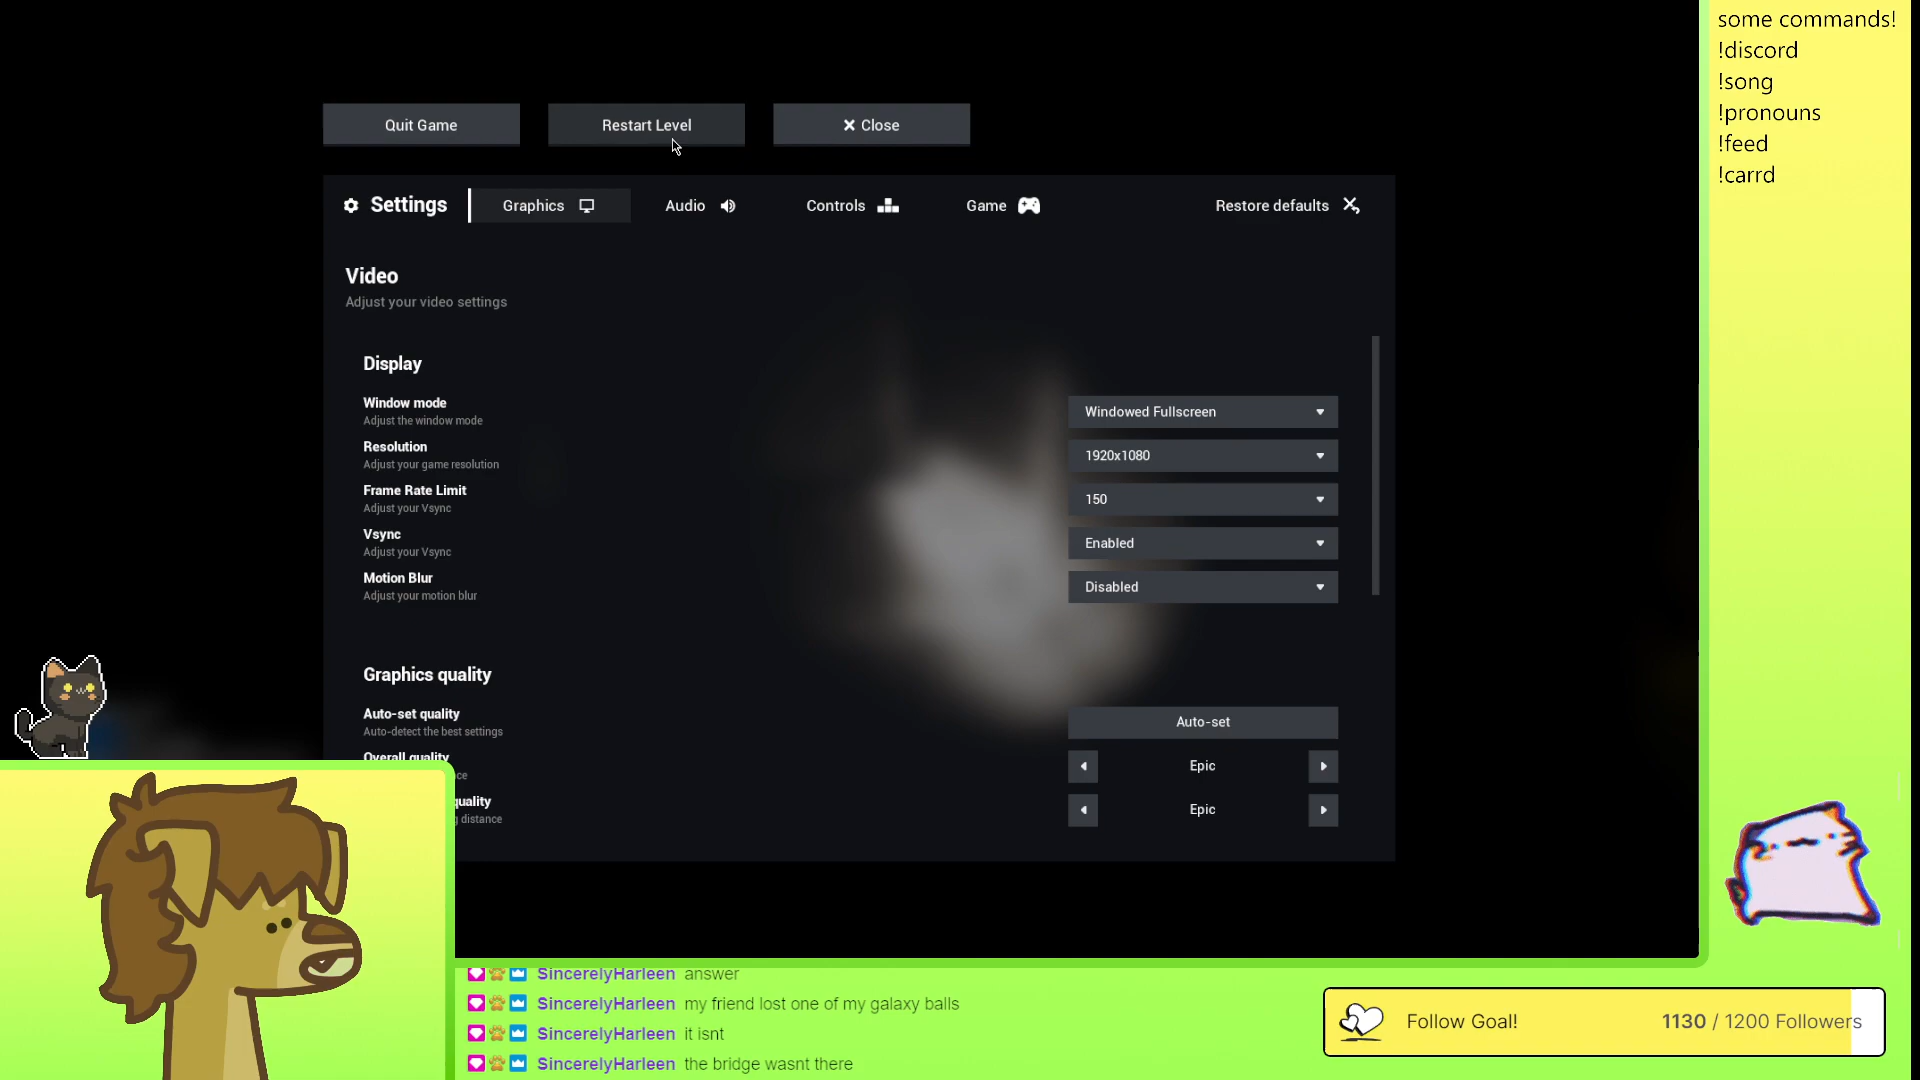 some commands!
!discord
!song
!pronouns
!feed
!carrd
Quit Game
Restart Level
Close
Settings
Graphics
Audio
Controls
Game
Restore defaults
Video
Adjust your video settings
Display
Window mode
Adjust the window mode
Windowed Fullscreen
Resolution
Adjust your game resolution
1920x1080
Frame Rate Limit
Adjust your Vsync
150
Vsync
Adjust your Vsync
Enabled
Motion Blur
Adjust your motion blur
Disabled
Graphics quality
Auto-set quality
Auto-detect the best settings
Auto-set
Overall quality
Epic
quality
distance
Epic
SincerelyHarleen answer
SincerelyHarleen my friend lost one of my galaxy balls
SincerelyHarleen it isnt
SincerelyHarleen the bridge wasnt there
Follow Goal!
1130 / 1200 Followers